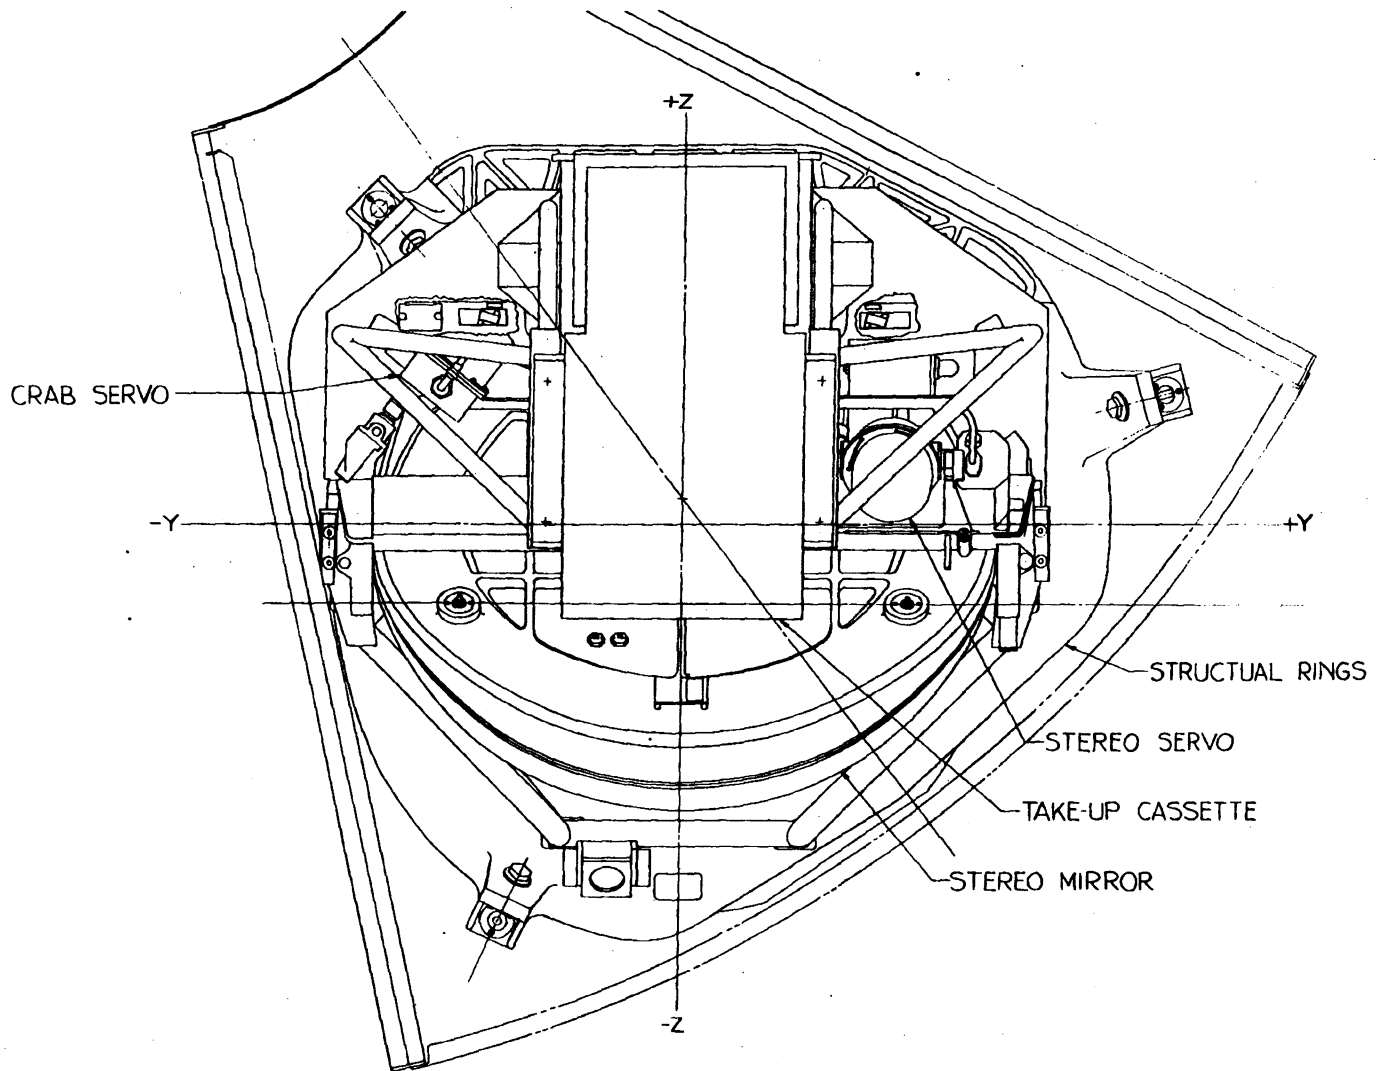 +Z
CRAB SERVO
-Y
+Y
STRUCTUAL RINGS
STEREO SERVO
TAKE-UP CASSETTE
STEREO MIRROR
-Z